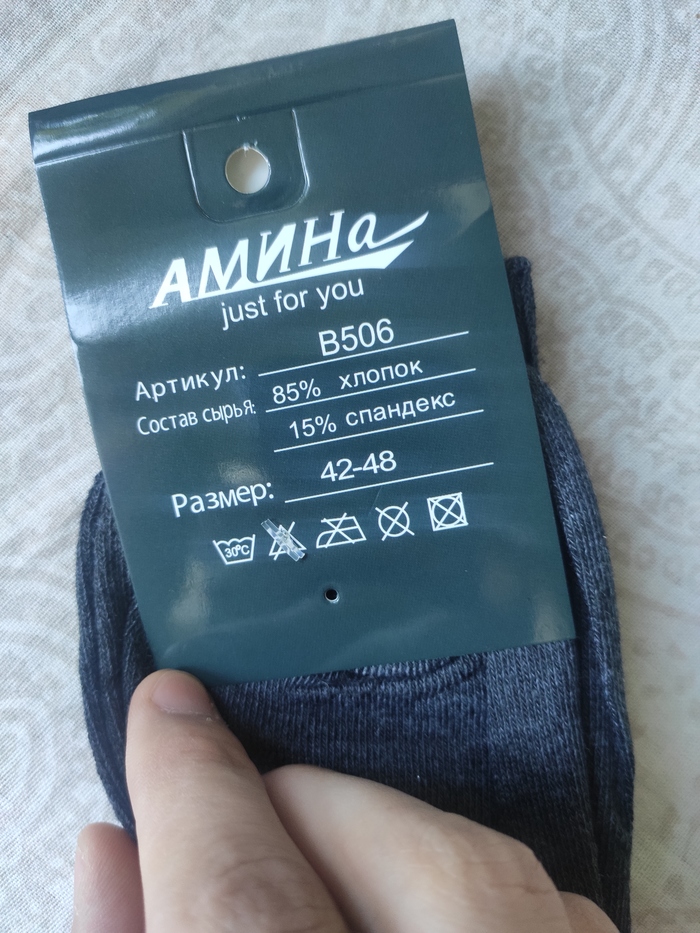 АМИНа
just for you
Артикул: B506
Состав сырья: 85% хлопок
15% спандекс
Размер: 42-48
30°C